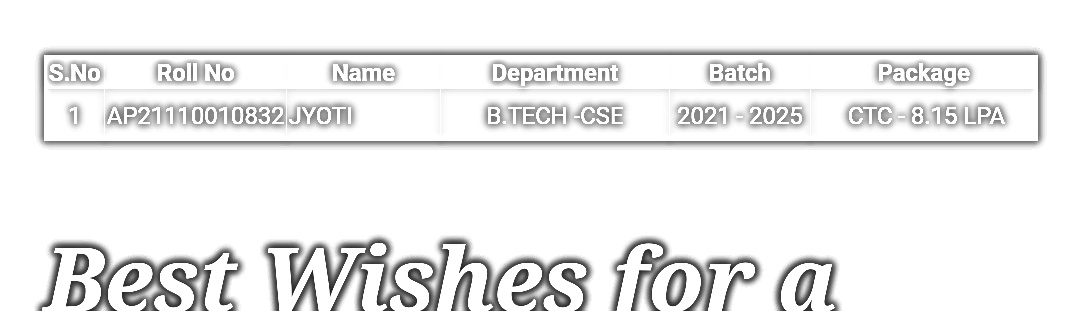 S.No Roll No Name Department Batch Package
1 AP21110010832 JYOTI B.TECH -CSE 2021 - 2025 CTC - 8.15 LPA
Best Wishes for a